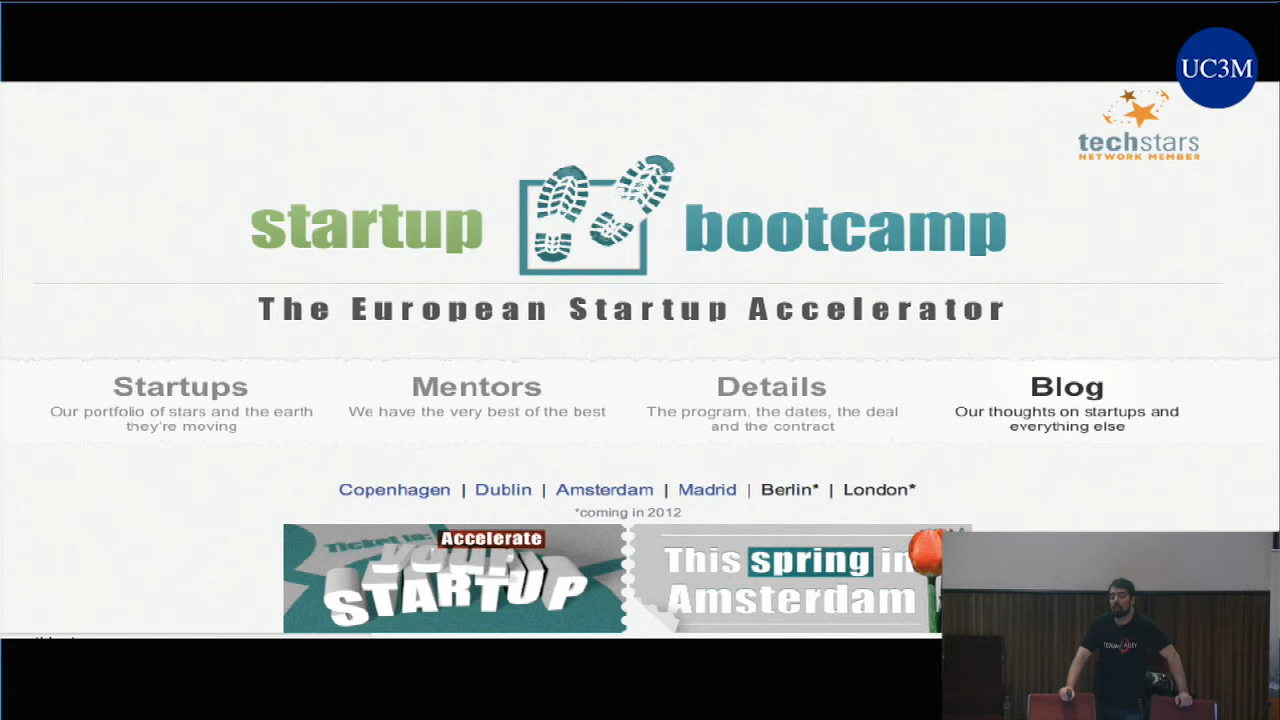 UC3M
techstars
NETWORK MEMBER
startup bootcamp
The European Startup Accelerator
Startups
Our portfolio of stars and the earth
they're moving
Mentors
We have the very best of the best
Details
The program, the dates, the deal
and the contract
Blog
Our thoughts on startups and
everything else
Copenhagen | Dublin | Amsterdam | Madrid | Berlin* | London*
*coming in 2012
Ticket to:
Accelerate
YOUR
STARTUP
This spring in
Amsterdam